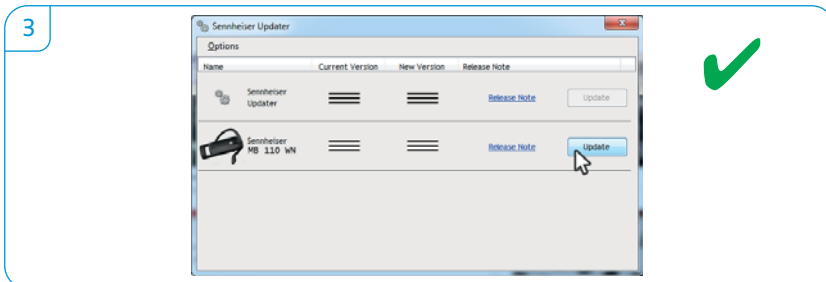 3
Sennheiser Updater
Options
Name Current Version New Version Release Note
Sennheiser
Updater
Release Note Update
Sennheiser
MB 110 WN
Release Note Update